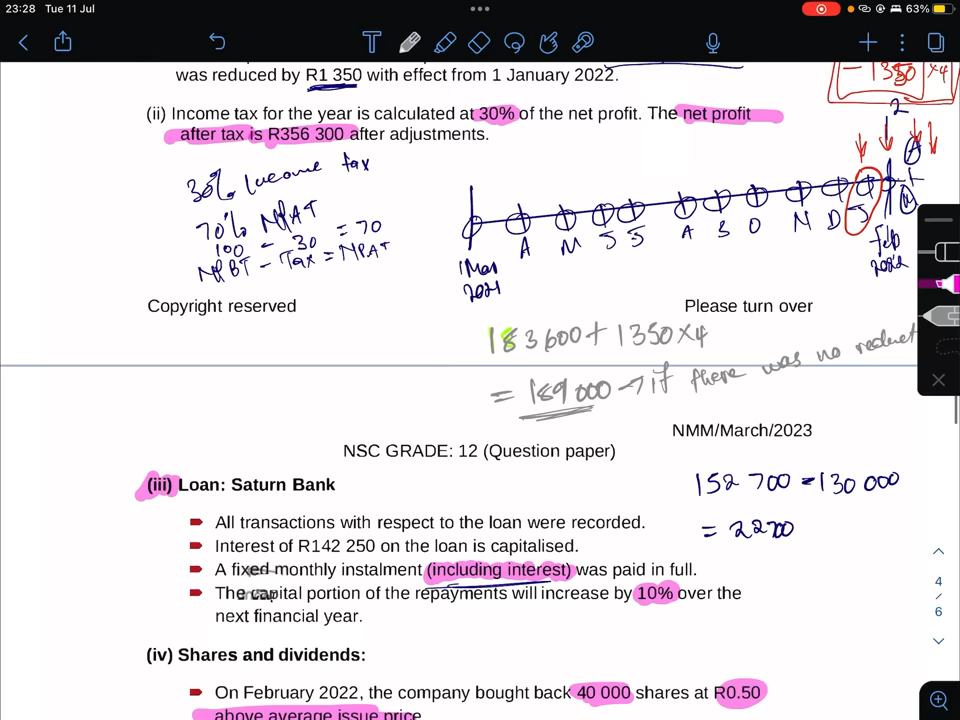 23:28 Tue 11 Jul
63%
was reduced by R1 350 with effect from 1 January 2022.
- 1350 x4
(ii) Income tax for the year is calculated at 30% of the net profit. The net profit
after tax is R356 300 after adjustments.
2
30% Income tax
70% NPAT
100 - 30 = 70
NPBT - Tax = NPAT
A M J J A S O N D J
1 Mar
2021
Feb
2022
Copyright reserved
Please turn over
183600 + 1350 x 4
= 189 000 → if there was no reduct
NMM/March/2023
NSC GRADE: 12 (Question paper)
152 700 - 130 000
= 22700
(iii) Loan: Saturn Bank
All transactions with respect to the loan were recorded.
Interest of R142 250 on the loan is capitalised.
A fixed monthly instalment (including interest) was paid in full.
The capital portion of the repayments will increase by 10% over the
next financial year.
4
6
(iv) Shares and dividends:
On February 2022, the company bought back 40 000 shares at R0.50
above average issue price